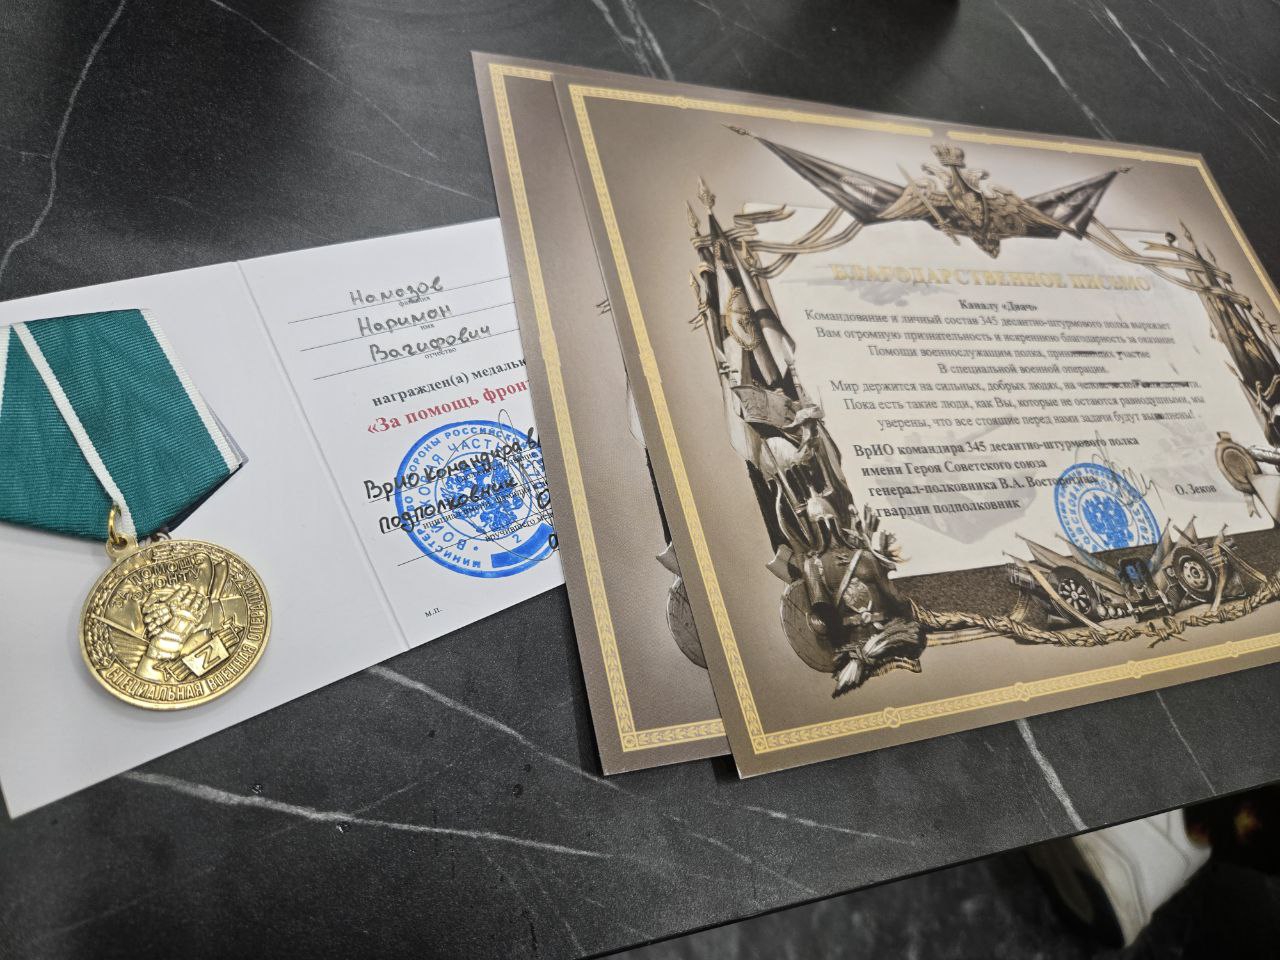 Намозов
фамилия
Наримон
имя
Вагифович
отчество
награжден(а) медалью
«За помощь фронт
ВрИО командира
подполковник
М.П.
ЗА ПОМОЩЬ ФРОНТУ
СПЕЦИАЛЬНАЯ ВОЕННАЯ ОПЕРАЦИЯ
Z
БЛАГОДАРСТВЕННОЕ ПИСЬМО
Каналу «Двач»
Командование и личный состав 345 десантно-штурмового полка выражает
Вам огромную признательность и искреннюю благодарность за оказание
Помощи военнослужащим полка, участие
В специальной военной операции.
Мир держится на сильных, добрых людях, на
Пока есть такие люди, как Вы, которые не остаются равнодушными, мы
уверены, что все стоящие перед нами задачи будут выполнены!
ВрИО командира 345 десантно-штурмового полка
имени Героя Советского союза
генерал-полковника В.А. Востротина
гвардии подполковник
О. Зеков